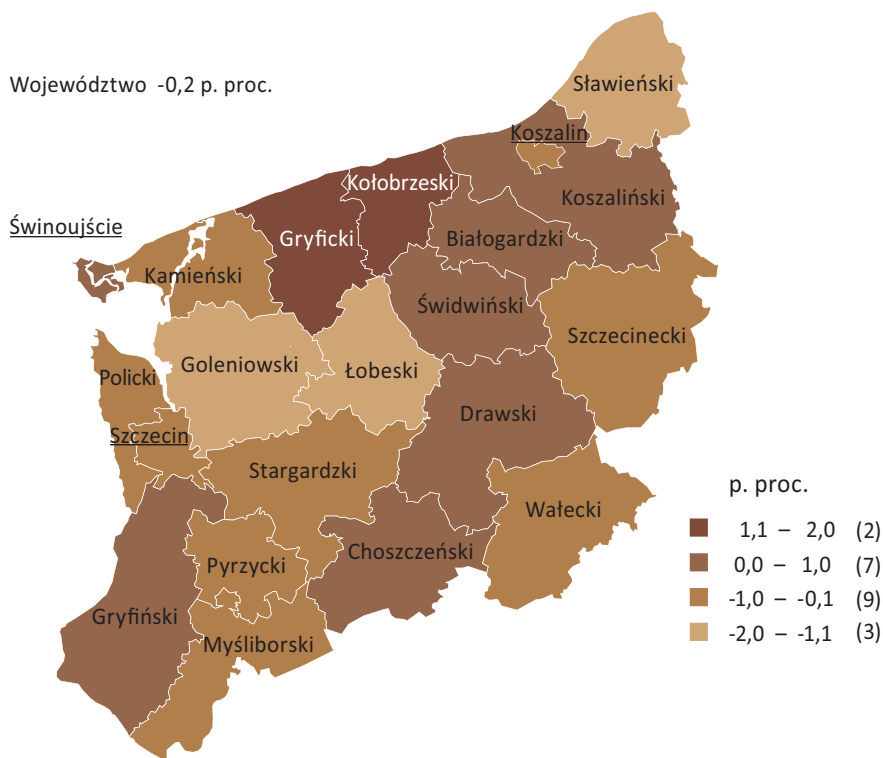 Województwo -0,2 p. proc.
Sławieński
Koszalin
Kołobrzeski
Koszaliński
Świnoujście
Gryficki
Białogardzki
Kamieński
Świdwiński
Szczecinecki
Goleniowski
Łobeski
Policki
Drawski
Szczecin
Stargardzki
Wałecki
Choszczeński
Pyrzycki
Gryfiński
Myśliborski
p. proc.
1,1 – 2,0 (2)
0,0 – 1,0 (7)
-1,0 – -0,1 (9)
-2,0 – -1,1 (3)